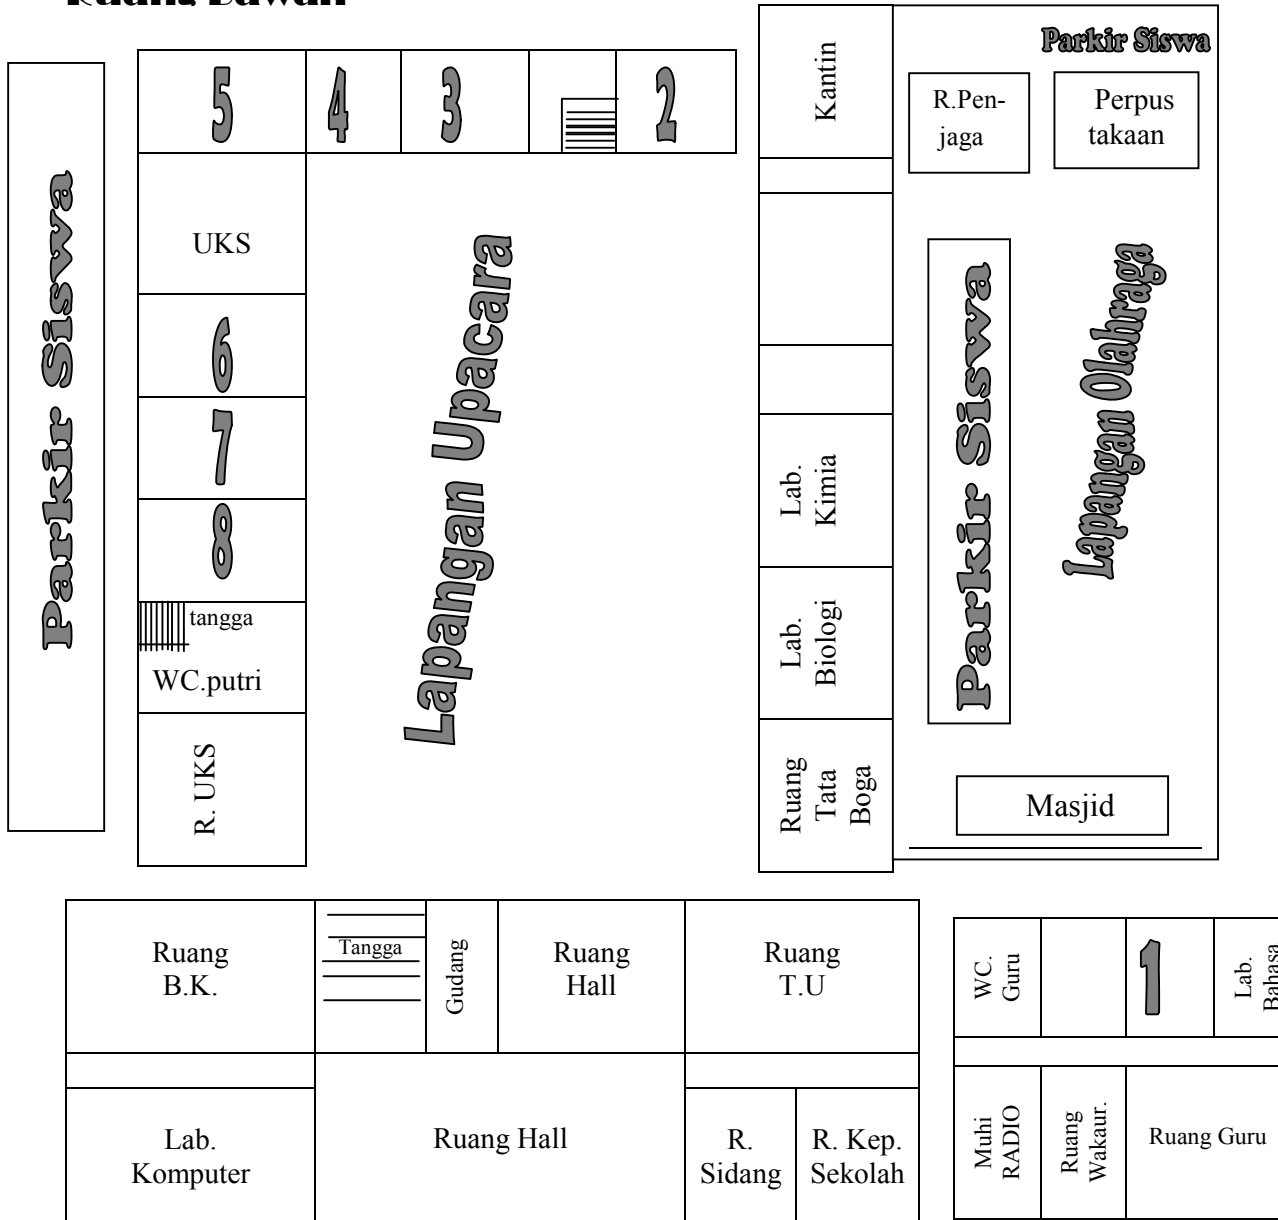 Ruang Bawah
Parkir Siswa
5
4
3
2
Kantin
Parkir Siswa
R.Pen-
jaga
Perpus
takaan
UKS
6
7
8
tangga
WC.putri
R. UKS
Lapangan Upacara
Lab.
Kimia
Lab.
Biologi
Ruang
Tata
Boga
Parkir Siswa
Lapangan Olahraga
Masjid
Ruang
B.K.
Tangga
Gudang
Ruang
Hall
Ruang
T.U
WC.
Guru
1
Lab.
Bahasa
Lab.
Komputer
Ruang Hall
R.
Sidang
R. Kep.
Sekolah
Muhi
RADIO
Ruang
Wakaur.
Ruang Guru